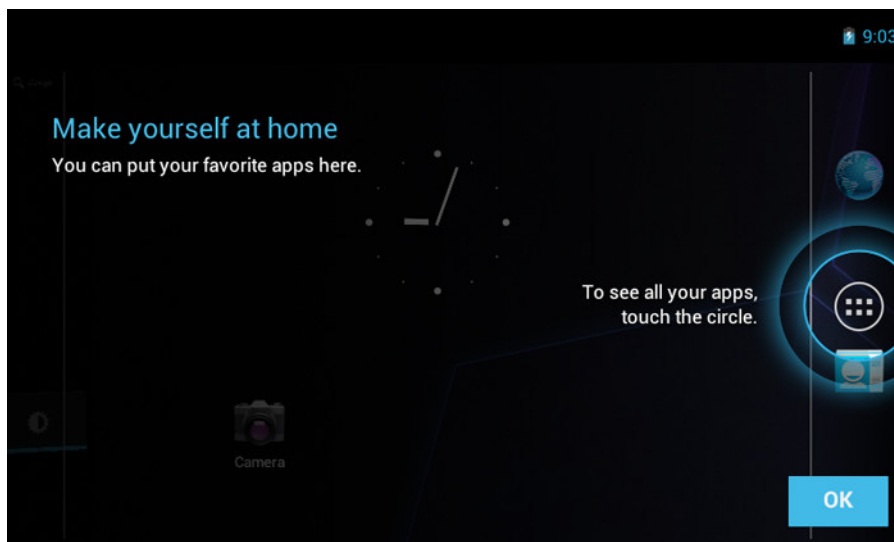 9:03
Make yourself at home
You can put your favorite apps here.
To see all your apps,
touch the circle.
Camera
OK